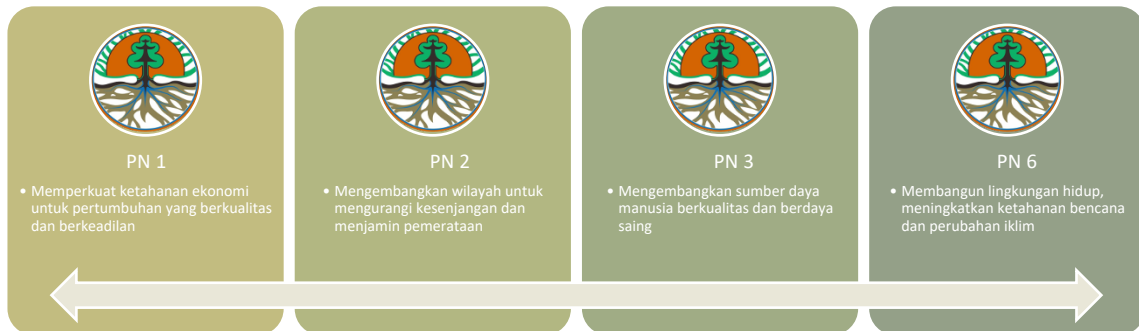 PN 1
• Memperkuat ketahanan ekonomi
untuk pertumbuhan yang berkualitas
dan berkeadilan
PN 2
• Mengembangkan wilayah untuk
mengurangi kesenjangan dan
menjamin pemerataan
PN 3
• Mengembangkan sumber daya
manusia berkualitas dan berdaya
saing
PN 6
• Membangun lingkungan hidup,
meningkatkan ketahanan bencana
dan perubahan iklim